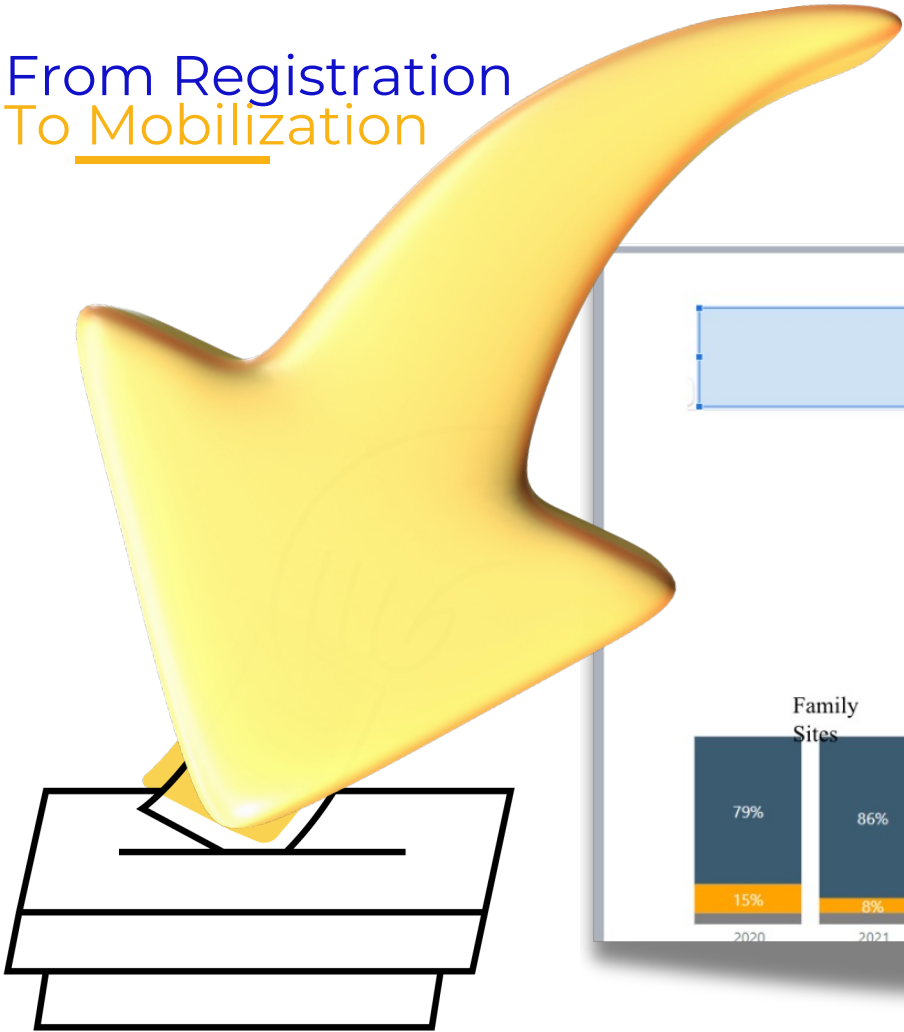 From Registration
To Mobilization
Family
Sites
79%
86%
15%
8%
2020
2021